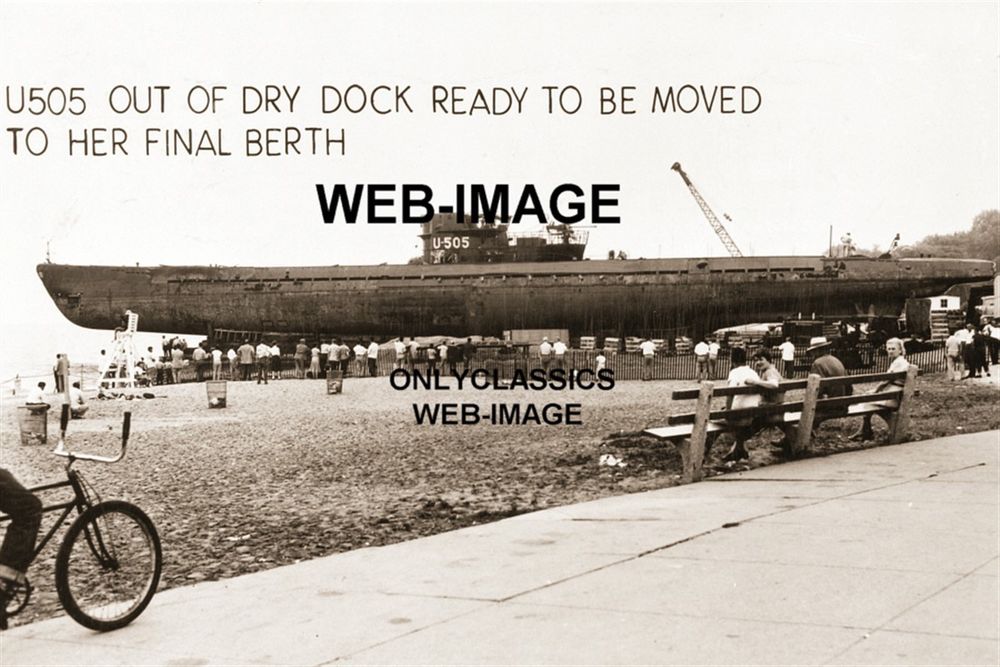 U505 OUT OF DRY DOCK READY TO BE MOVED
TO HER FINAL BERTH
WEB-IMAGE
U-505
ONLYCLASSICS
WEB-IMAGE